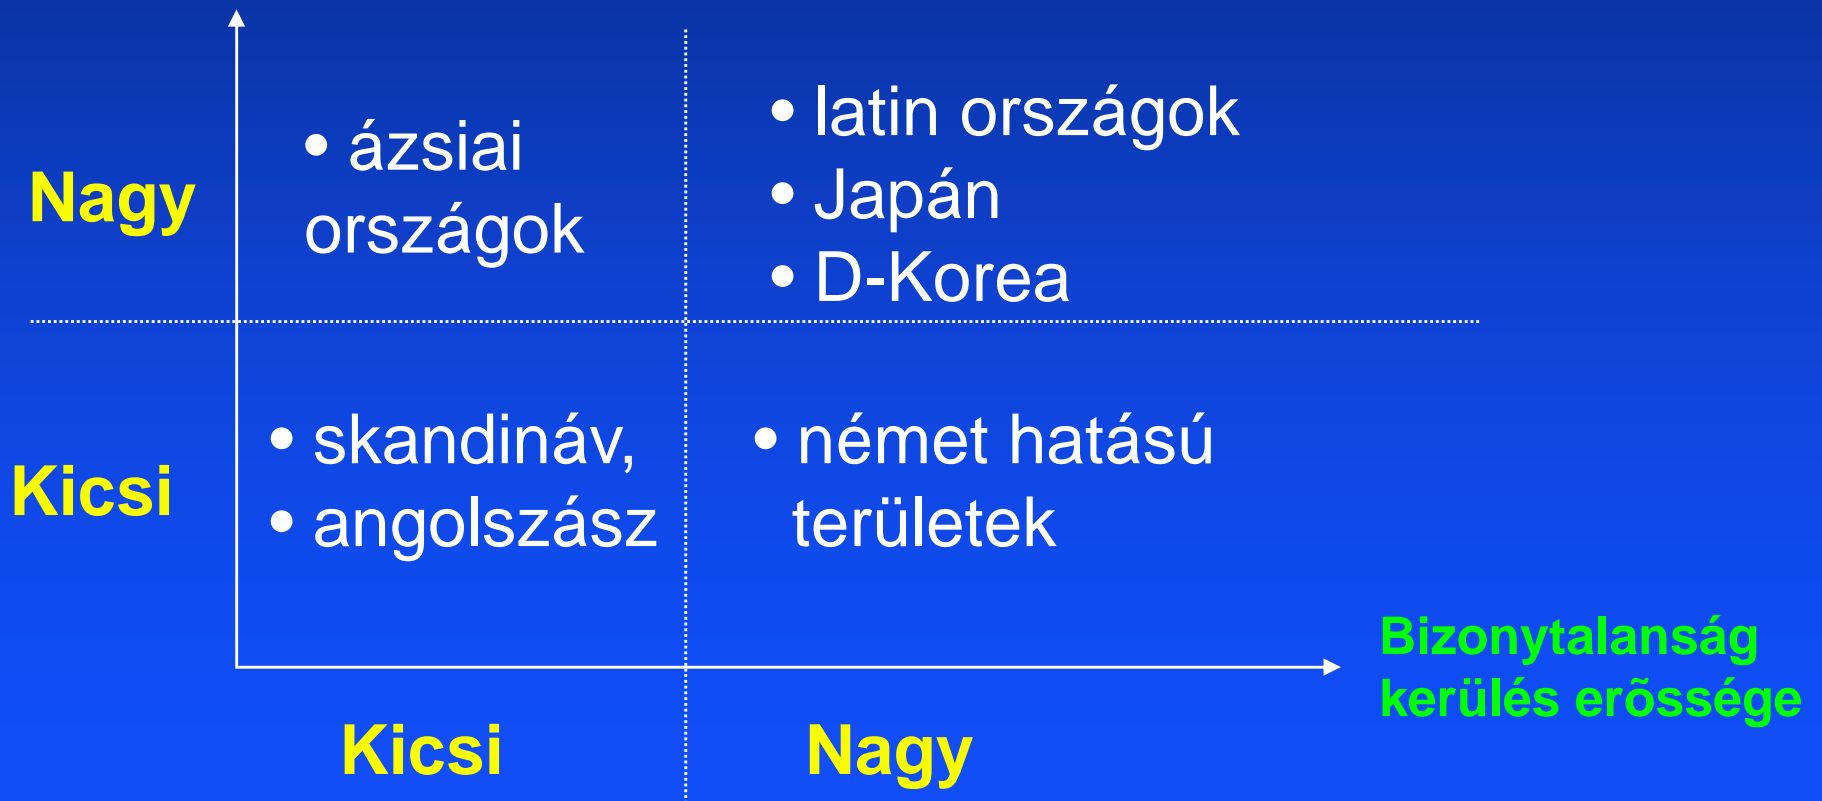 Nagy
• ázsiai
országok
• latin országok
• Japán
• D-Korea
Kicsi
• skandináv,
• angolszász
• német hatású
területek
Bizonytalanság
kerülés erõssége
Kicsi
Nagy